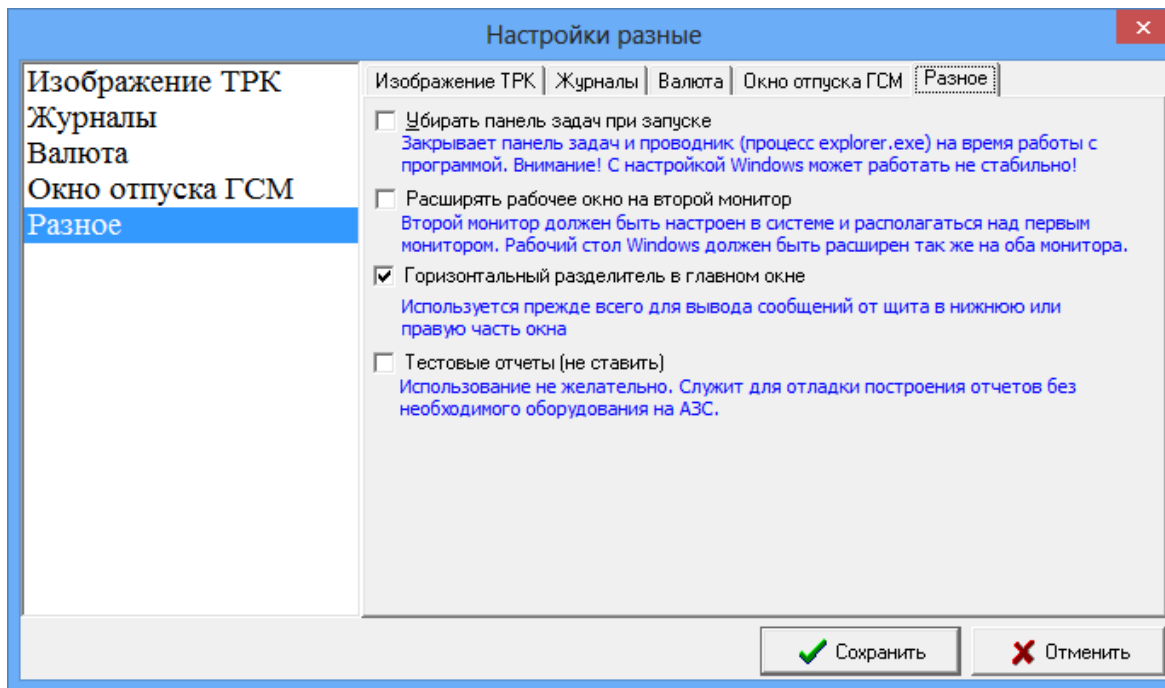 Настройки разные
Изображение ТРК
Журналы
Валюта
Окно отпуска ГСМ
Разное
Изображение ТРК Журналы Валюта Окно отпуска ГСМ Разное
Убирать панель задач при запуске
Закрывает панель задач и проводник (процесс explorer.exe) на время работы с
программой. Внимание! С настройкой Windows может работать не стабильно!
Расширять рабочее окно на второй монитор
Второй монитор должен быть настроен в системе и располагаться над первым
монитором. Рабочий стол Windows должен быть расширен так же на оба монитора.
Горизонтальный разделитель в главном окне
Используется прежде всего для вывода сообщений от щита в нижнюю или
правую часть окна
Тестовые отчеты (не ставить)
Использование не желательно. Служит для отладки построения отчетов без
необходимого оборудования на АЗС.
Сохранить Отменить